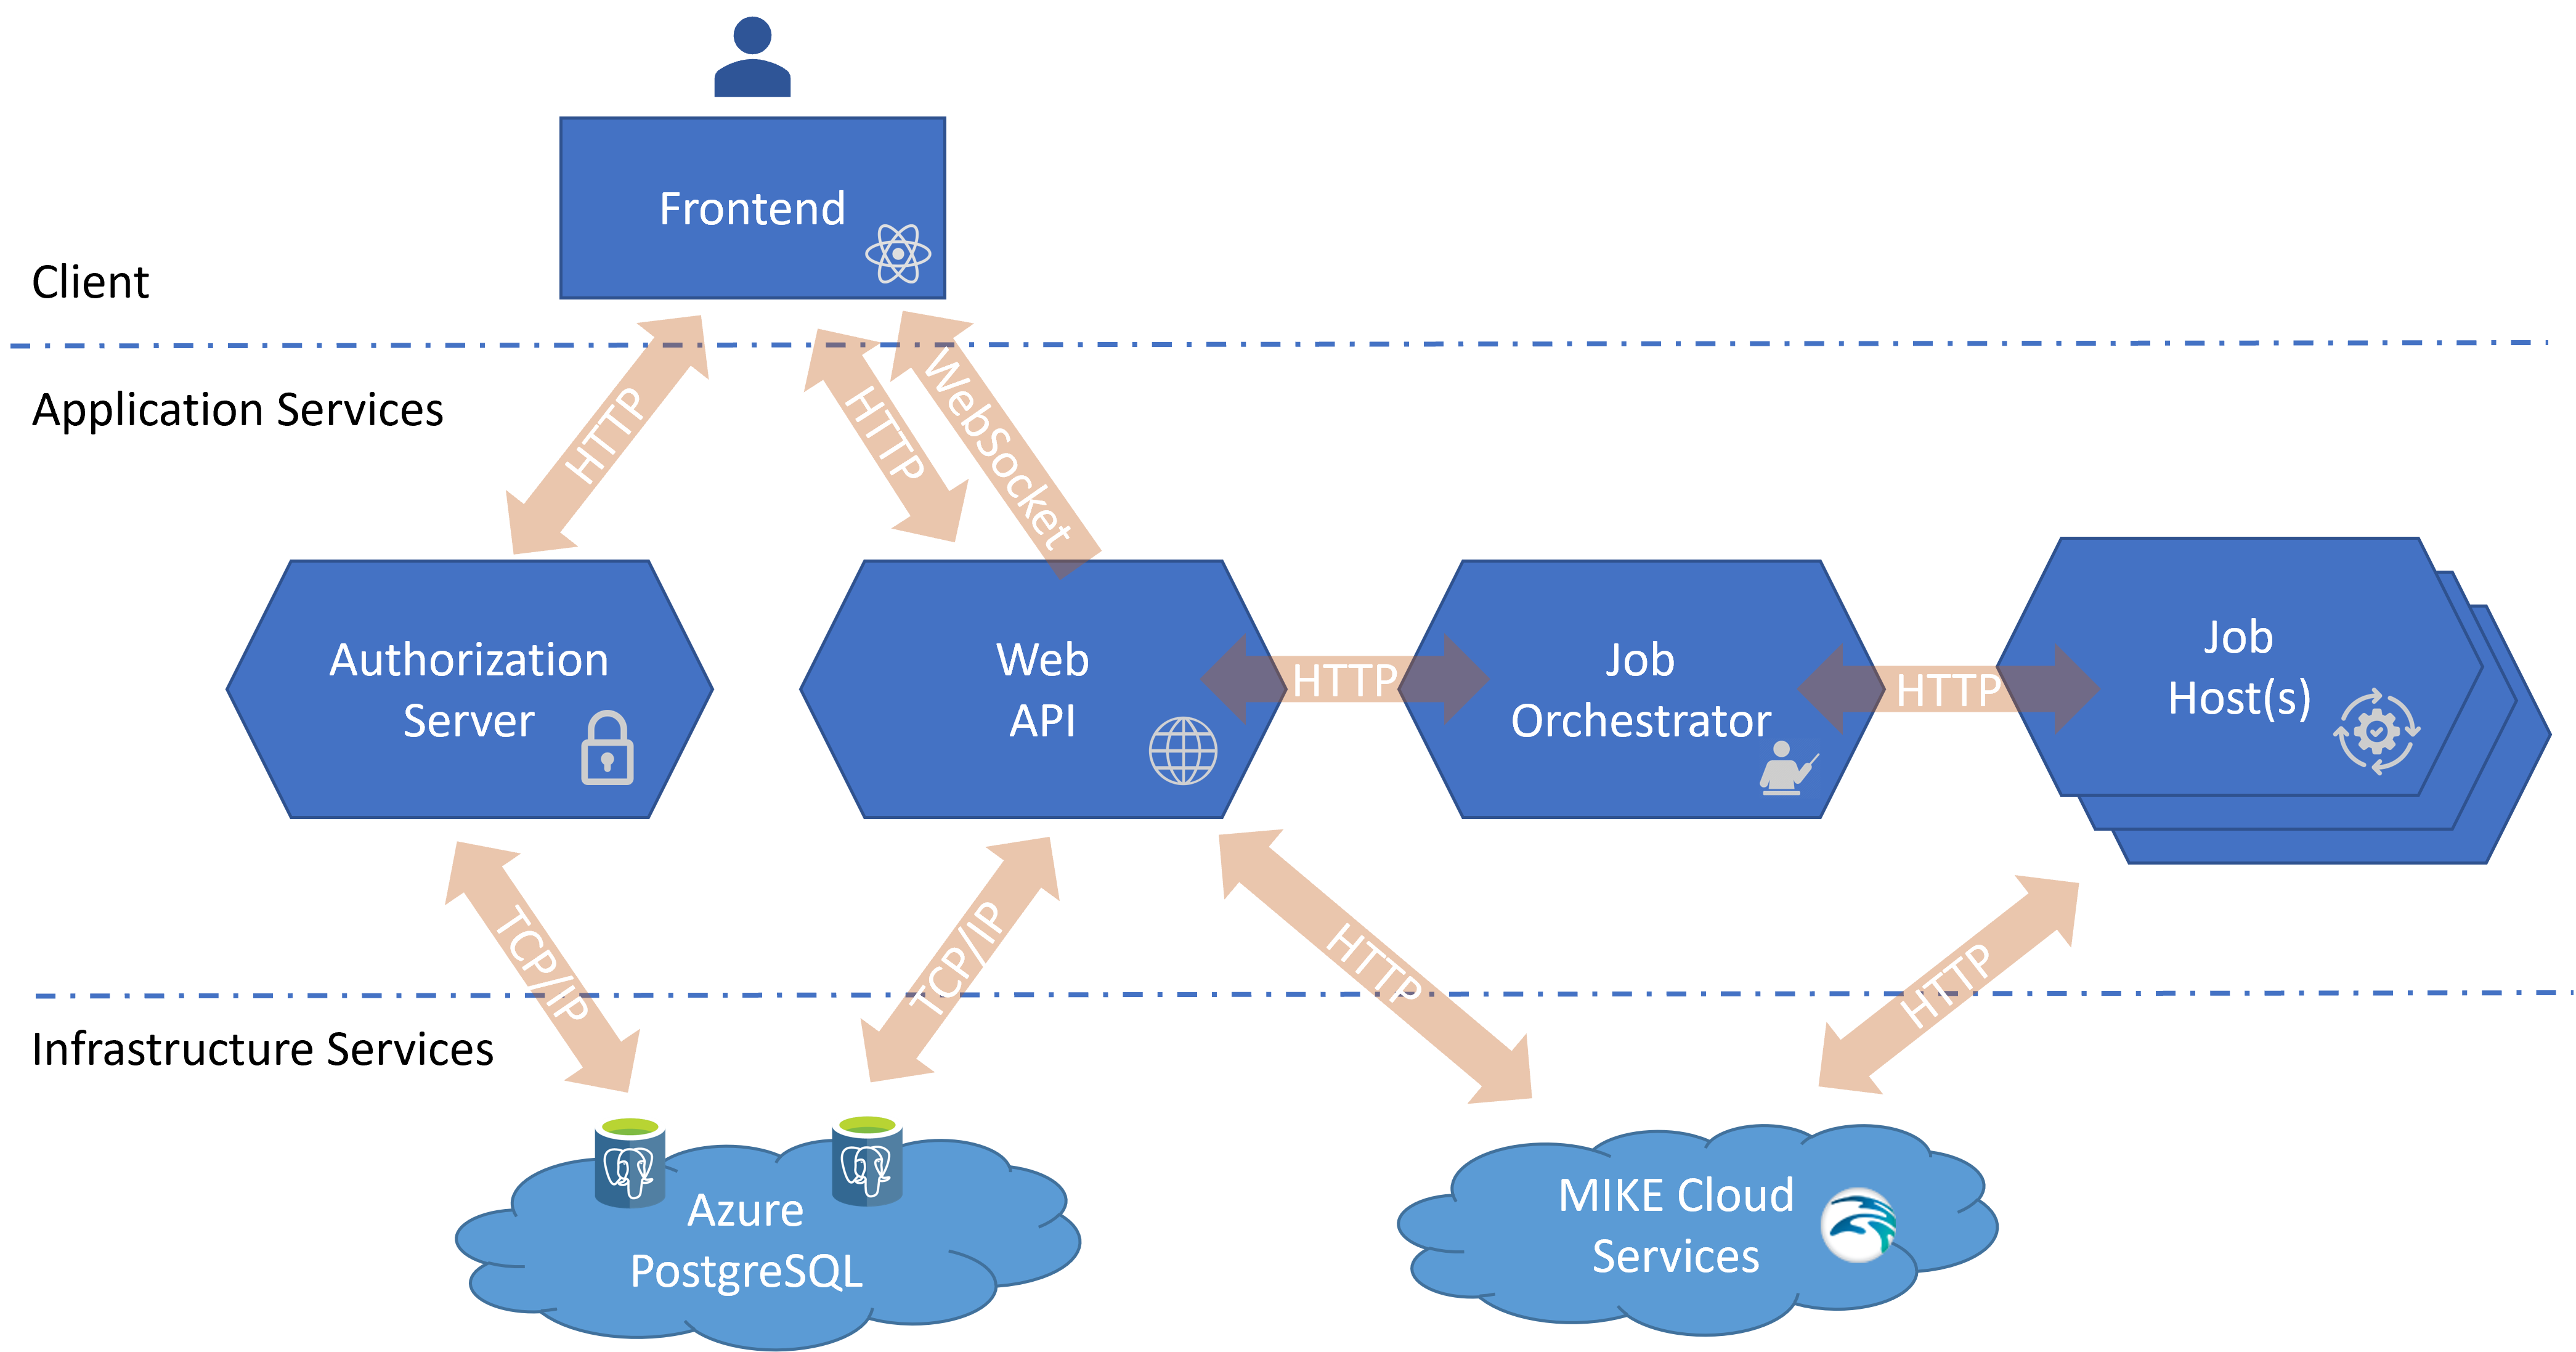 Frontend
Client
Application Services
HTTP
HTTP
WebSocket
Authorization
Server
Web
API
HTTP
Job
Orchestrator
HTTP
Job
Host(s)
TCP/IP
TCP/IP
HTTP
HTTP
Infrastructure Services
Azure
PostgreSQL
MIKE Cloud
Services